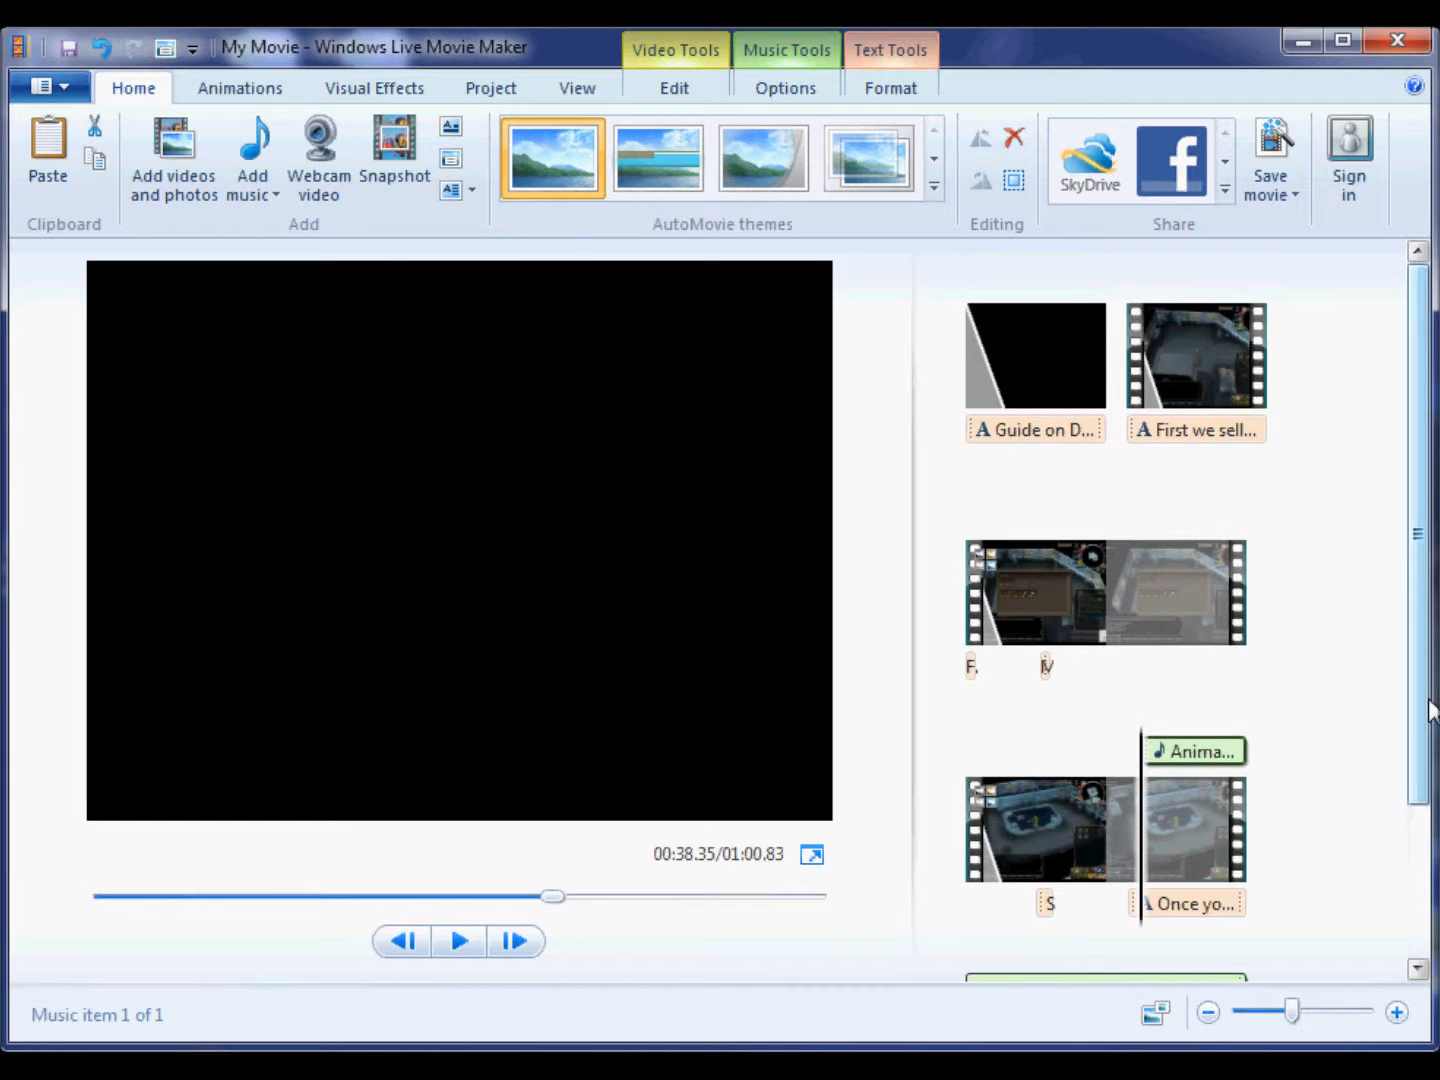 My Movie - Windows Live Movie Maker
Video Tools
Music Tools
Text Tools
Home
Animations
Visual Effects
Project
View
Edit
Options
Format
Paste
Add videos
and photos
Add
music
Webcam
video
Snapshot
SkyDrive
Save
movie
Sign
in
Clipboard
Add
AutoMovie themes
Editing
Share
A Guide on D...
A First we sell...
F.
M
Anima...
S
A Once yo...
00:38.35/01:00.83
Music item 1 of 1